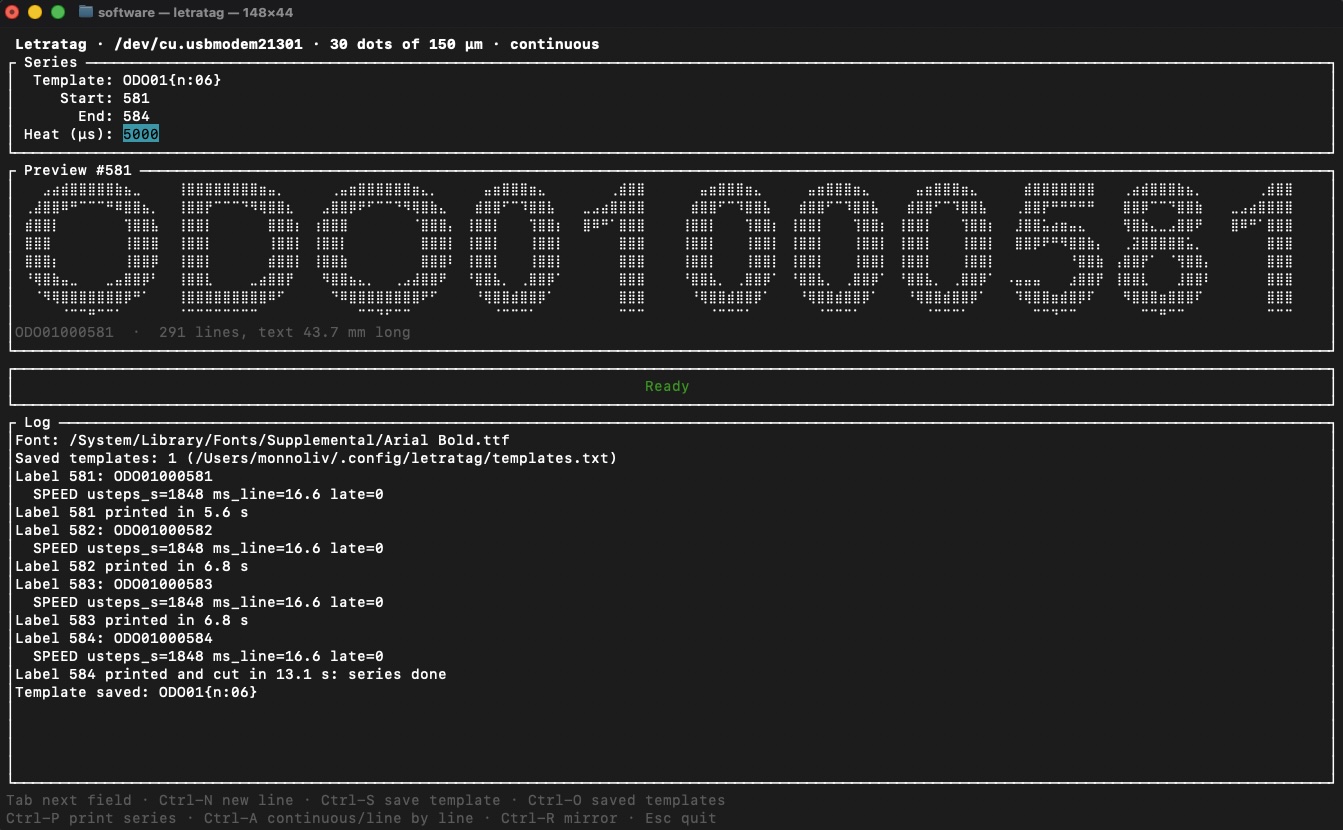 software — letratag — 148×44
Letratag · /dev/cu.usbmodem21301 · 30 dots of 150 µm · continuous
Series
Template: ODO01{n:06}
Start: 581
End: 584
Heat (µs): 5000
Preview #581
ODO01000581
ODO01000581 · 291 lines, text 43.7 mm long
Ready
Log
Font: /System/Library/Fonts/Supplemental/Arial Bold.ttf
Saved templates: 1 (/Users/monnoliv/.config/letratag/templates.txt)
Label 581: ODO01000581
SPEED usteps_s=1848 ms_line=16.6 late=0
Label 581 printed in 5.6 s
Label 582: ODO01000582
SPEED usteps_s=1848 ms_line=16.6 late=0
Label 582 printed in 6.8 s
Label 583: ODO01000583
SPEED usteps_s=1848 ms_line=16.6 late=0
Label 583 printed in 6.8 s
Label 584: ODO01000584
SPEED usteps_s=1848 ms_line=16.6 late=0
Label 584 printed and cut in 13.1 s: series done
Template saved: ODO01{n:06}
Tab next field · Ctrl-N new line · Ctrl-S save template · Ctrl-O saved templates
Ctrl-P print series · Ctrl-A continuous/line by line · Ctrl-R mirror · Esc quit